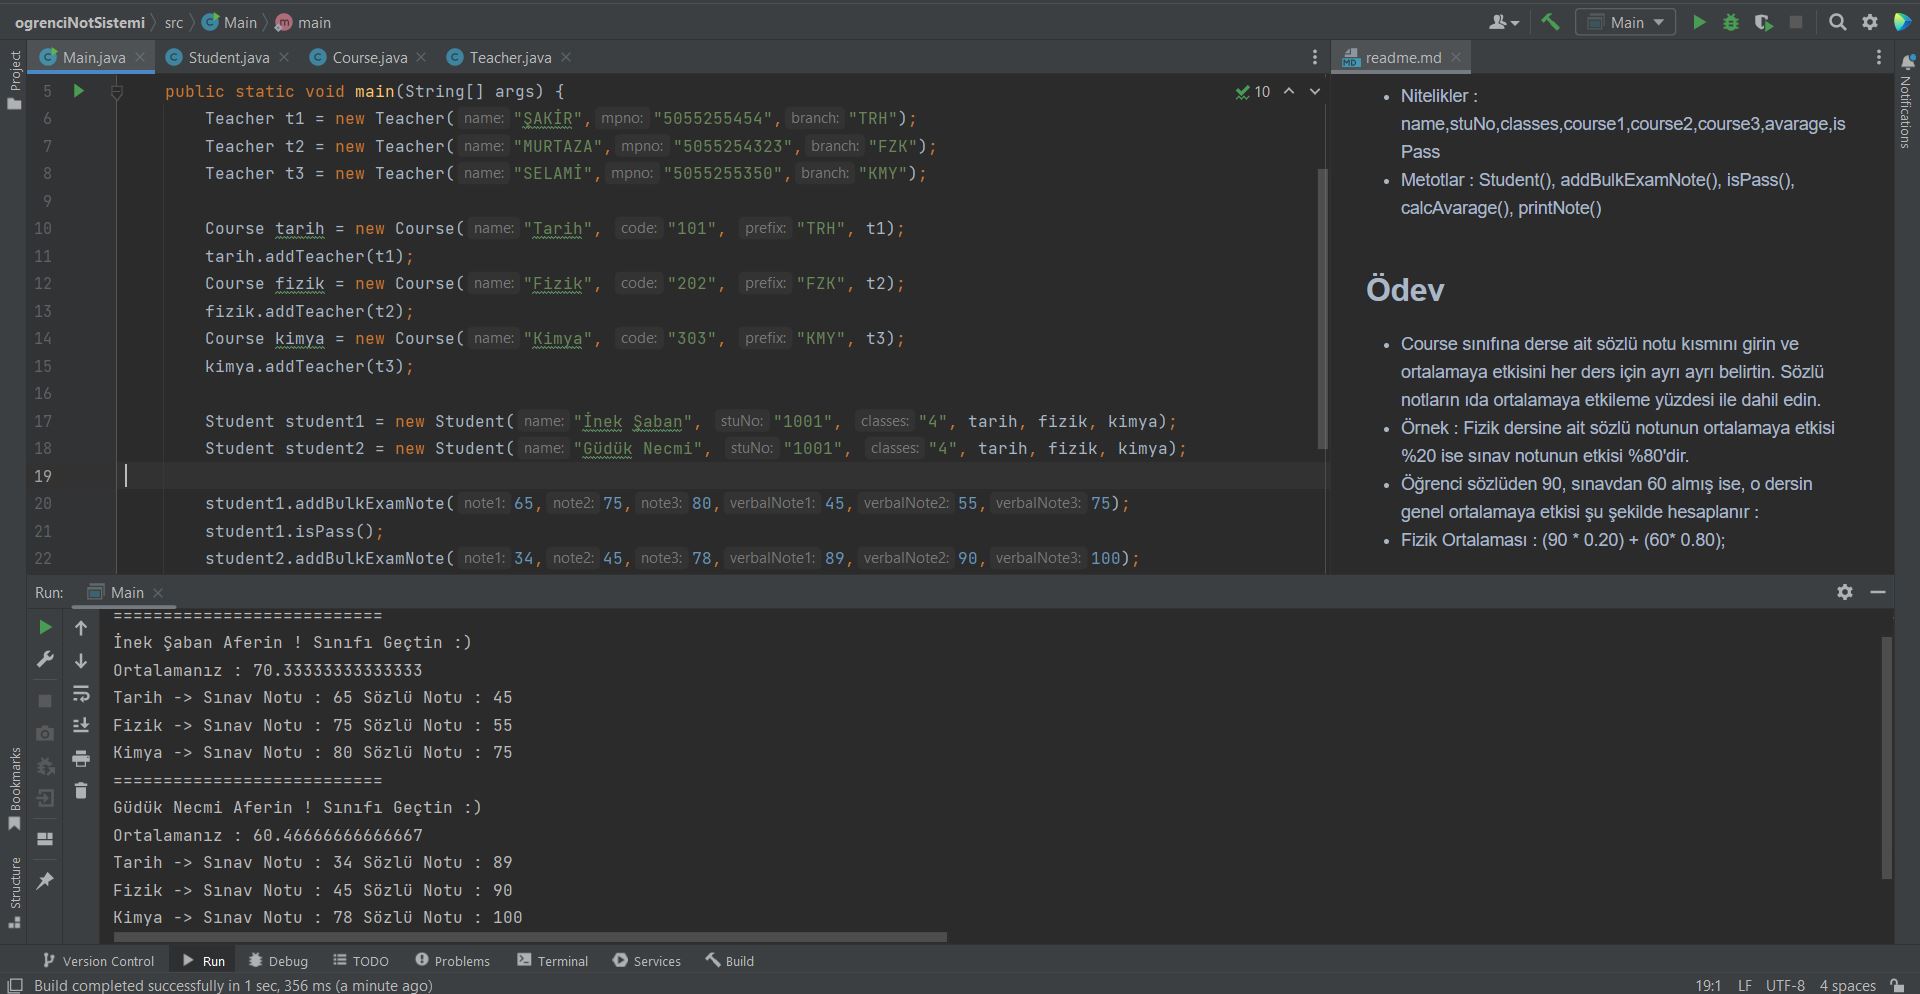 ogrenciNotSistemi src Main main
Main
Project
Main.java Student.java Course.java Teacher.java
readme.md
Notifications
10
5 public static void main(String[] args) {
6 Teacher t1 = new Teacher( name: "ŞAKİR", mpno: "5055255454", branch: "TRH");
7 Teacher t2 = new Teacher( name: "MURTAZA", mpno: "5055254323", branch: "FZK");
8 Teacher t3 = new Teacher( name: "SELAMİ", mpno: "5055255350", branch: "KMY");
9
10 Course tarih = new Course( name: "Tarih", code: "101", prefix: "TRH", t1);
11 tarih.addTeacher(t1);
12 Course fizik = new Course( name: "Fizik", code: "202", prefix: "FZK", t2);
13 fizik.addTeacher(t2);
14 Course kimya = new Course( name: "Kimya", code: "303", prefix: "KMY", t3);
15 kimya.addTeacher(t3);
16
17 Student student1 = new Student( name: "İnek Şaban", stuNo: "1001", classes: "4", tarih, fizik, kimya);
18 Student student2 = new Student( name: "Güdük Necmi", stuNo: "1001", classes: "4", tarih, fizik, kimya);
19
20 student1.addBulkExamNote( note1: 65, note2: 75, note3: 80, verbalNote1: 45, verbalNote2: 55, verbalNote3: 75);
21 student1.isPass();
22 student2.addBulkExamNote( note1: 34, note2: 45, note3: 78, verbalNote1: 89, verbalNote2: 90, verbalNote3: 100);
• Nitelikler :
name,stuNo,classes,course1,course2,course3,avarage,is
Pass
• Metotlar : Student(), addBulkExamNote(), isPass(),
calcAvarage(), printNote()
Ödev
• Course sınıfına derse ait sözlü notu kısmını girin ve
ortalamaya etkisini her ders için ayrı ayrı belirtin. Sözlü
notların ıda ortalamaya etkileme yüzdesi ile dahil edin.
• Örnek : Fizik dersine ait sözlü notunun ortalamaya etkisi
%20 ise sınav notunun etkisi %80'dir.
• Öğrenci sözlüden 90, sınavdan 60 almış ise, o dersin
genel ortalamaya etkisi şu şekilde hesaplanır :
• Fizik Ortalaması : (90 * 0.20) + (60* 0.80);
Run: Main
===========================
İnek Şaban Aferin ! Sınıfı Geçtin :)
Ortalamanız : 70.33333333333333
Tarih -> Sınav Notu : 65 Sözlü Notu : 45
Fizik -> Sınav Notu : 75 Sözlü Notu : 55
Kimya -> Sınav Notu : 80 Sözlü Notu : 75
===========================
Güdük Necmi Aferin ! Sınıfı Geçtin :)
Ortalamanız : 60.46666666666667
Tarih -> Sınav Notu : 34 Sözlü Notu : 89
Fizik -> Sınav Notu : 45 Sözlü Notu : 90
Kimya -> Sınav Notu : 78 Sözlü Notu : 100
Bookmarks
Structure
Version Control Run Debug TODO Problems Terminal Services Build
Build completed successfully in 1 sec, 356 ms (a minute ago)
19:1 LF UTF-8 4 spaces